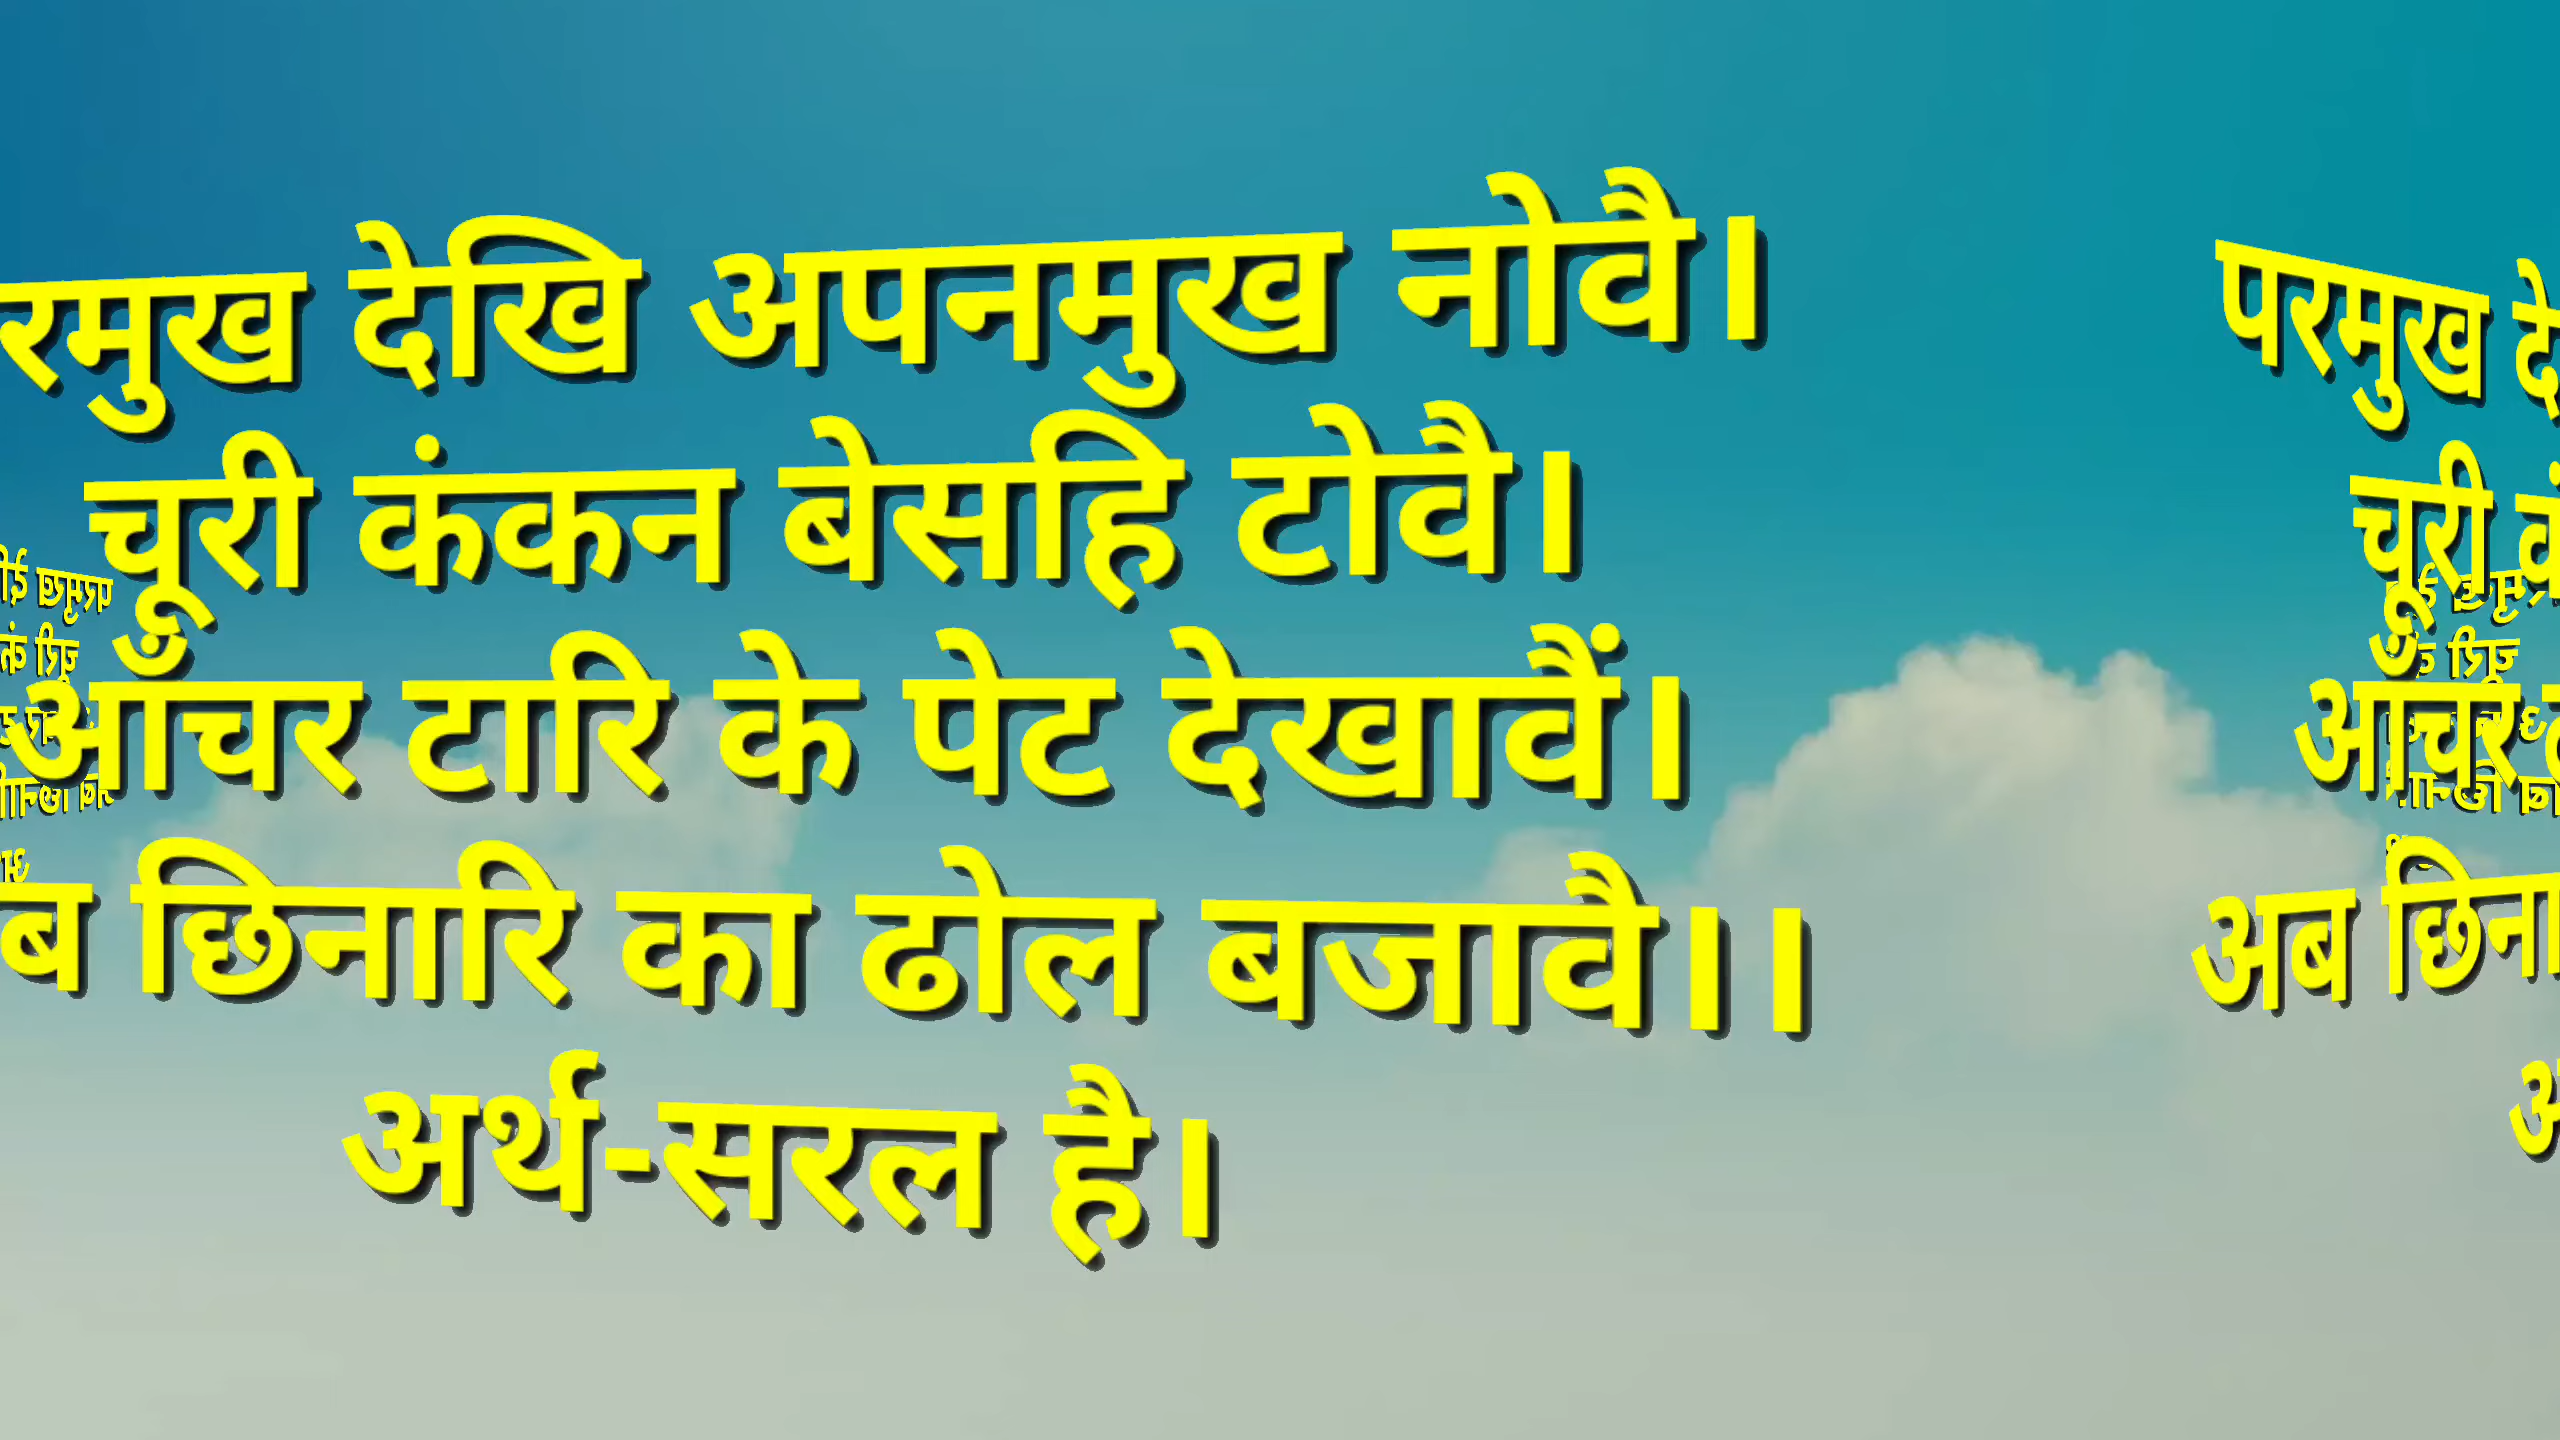 परमुख देखि अपनमुख नोवै।
चूरी कंकन बेसहि टोवै।
आँचर टारि के पेट देखावैं।
अब छिनारि का ढोल बजावै।।
अर्थ-सरल है।